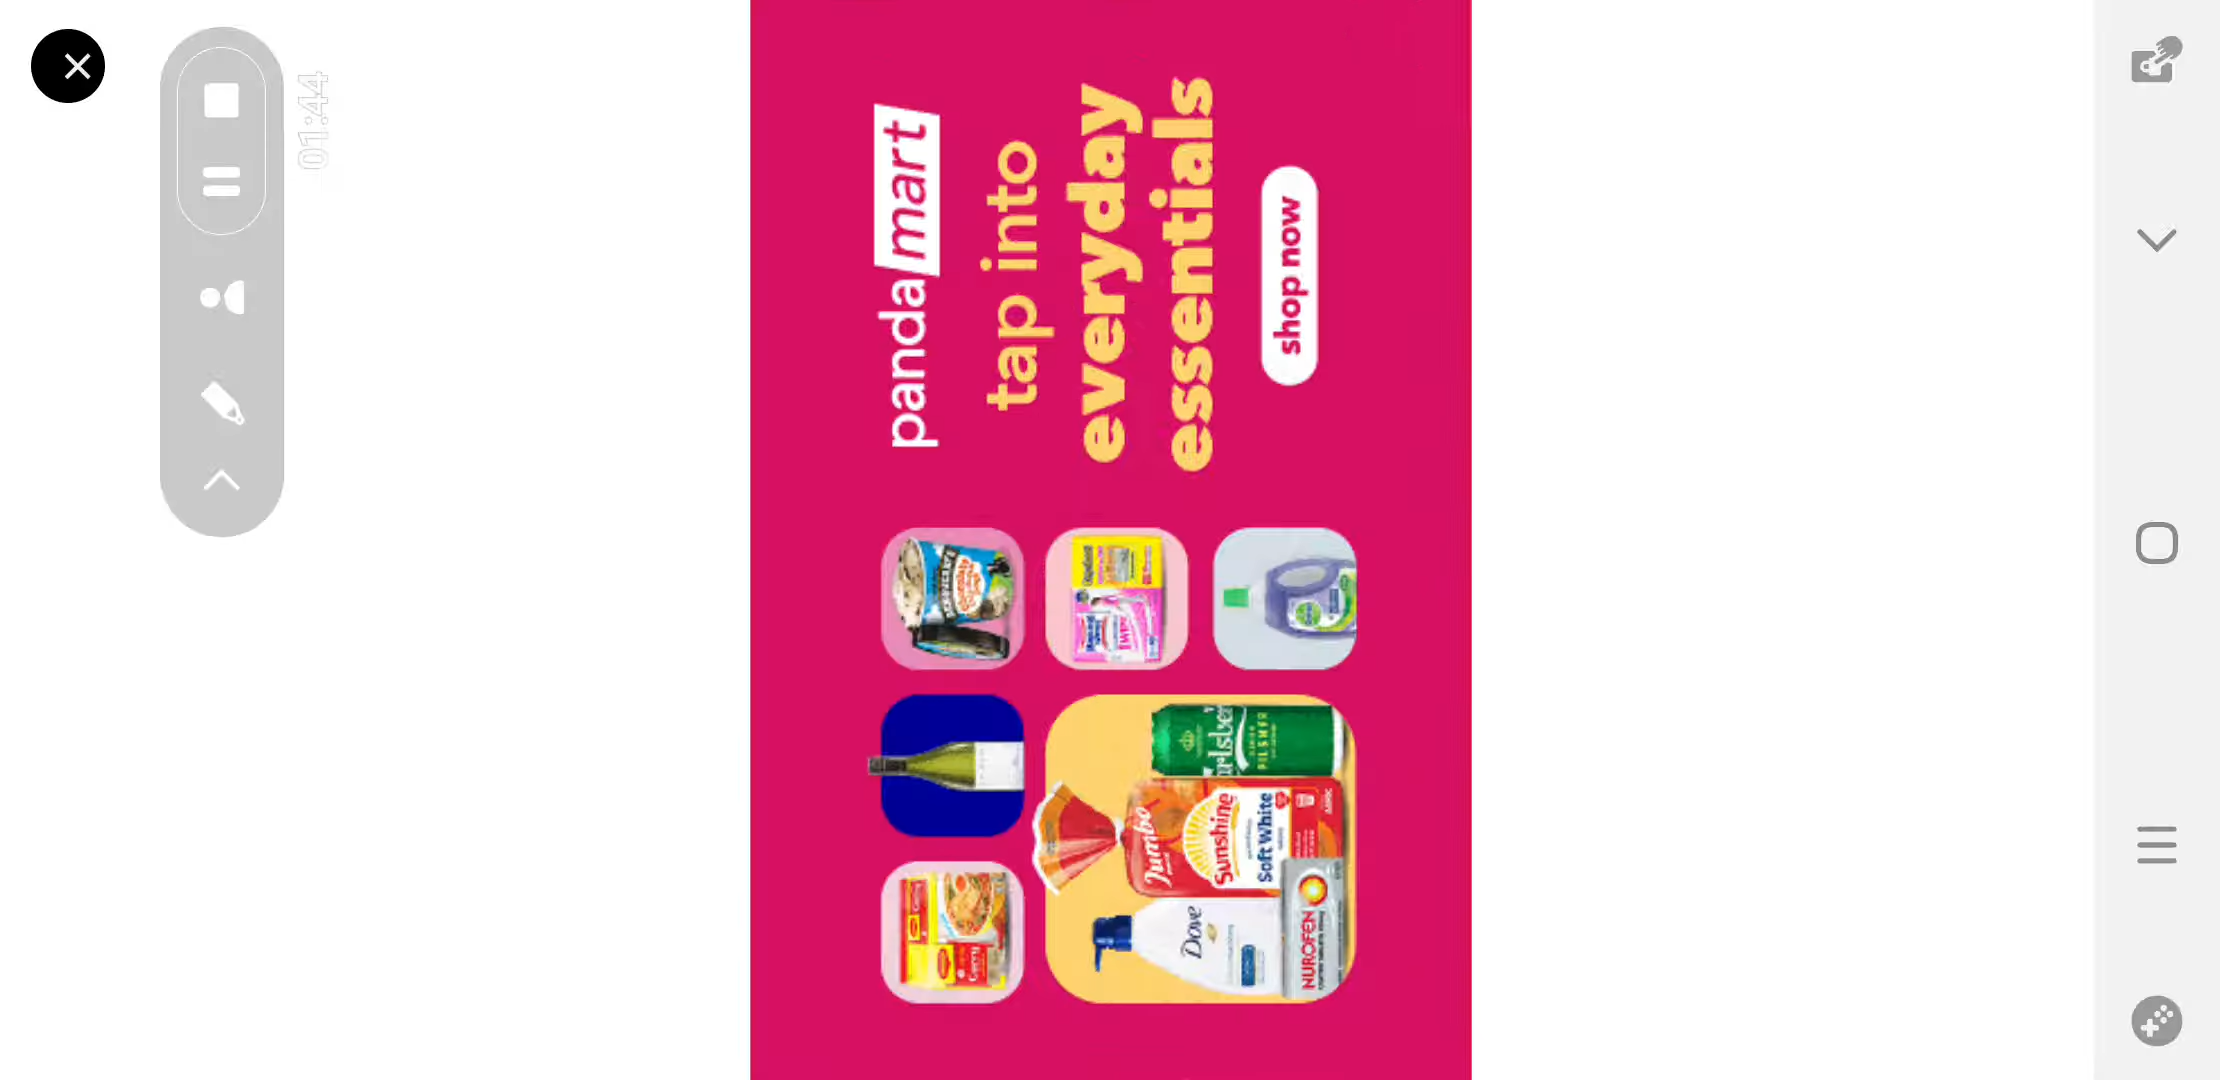 01:44
pandamart
tap into
everyday
essentials
shop now
Carlsberg
PILSNER
Jumbo
Sunshine
Soft White
Dove
NUROFEN